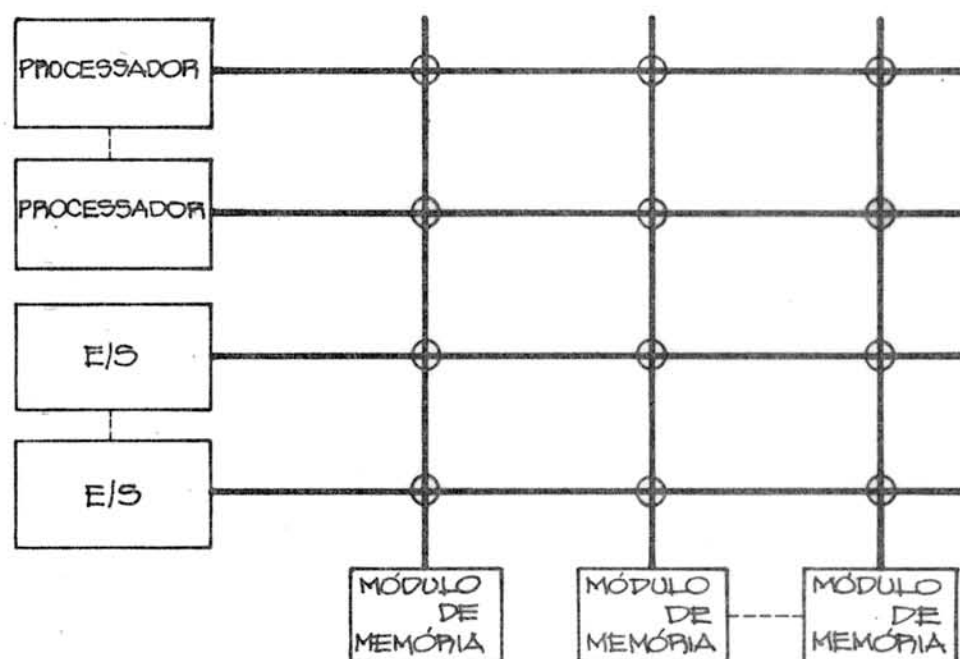 PROCESSADOR
PROCESSADOR
E/S
E/S
MÓDULO
DE
MEMÓRIA
MÓDULO
DE
MEMÓRIA
MÓDULO
DE
MEMÓRIA